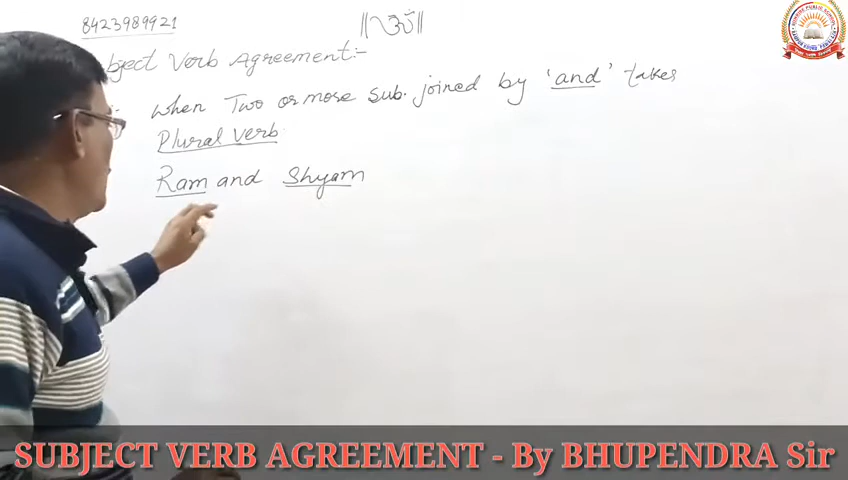 8423989921
॥ॐ॥
Subject Verb Agreement:-
When Two or more sub. joined by 'and' takes
Plural verb
Ram and Shyam
SUBJECT VERB AGREEMENT - By BHUPENDRA Sir